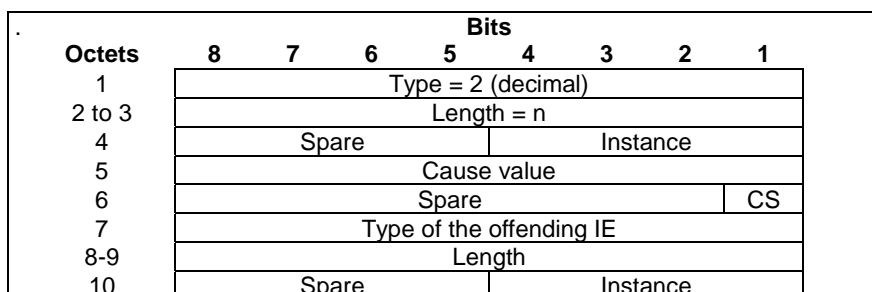 .
Bits
Octets 8 7 6 5 4 3 2 1
1 Type = 2 (decimal)
2 to 3 Length = n
4 Spare Instance
5 Cause value
6 Spare CS
7 Type of the offending IE
8-9 Length
10 Spare Instance